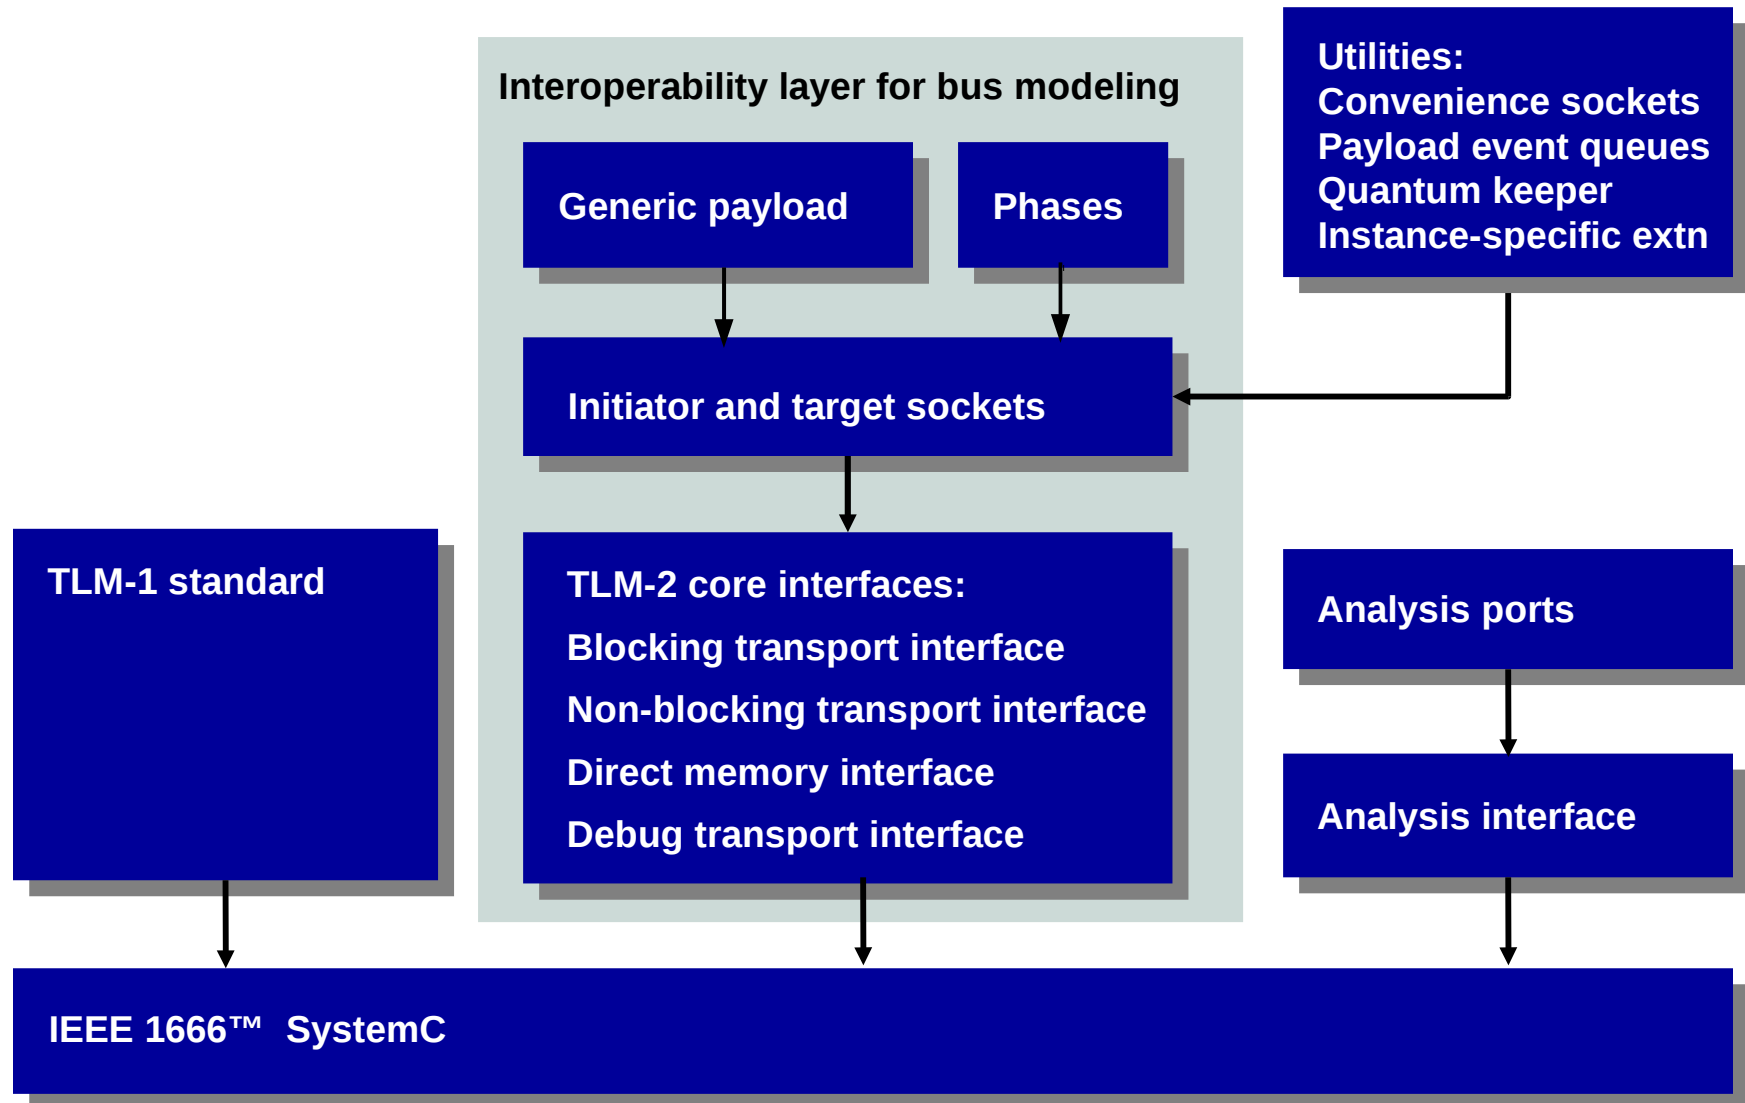 Interoperability layer for bus modeling
Generic payload
Phases
Utilities:
Convenience sockets
Payload event queues
Quantum keeper
Instance-specific extn
Initiator and target sockets
TLM-1 standard
TLM-2 core interfaces:
Blocking transport interface
Non-blocking transport interface
Direct memory interface
Debug transport interface
Analysis ports
Analysis interface
IEEE 1666™ SystemC